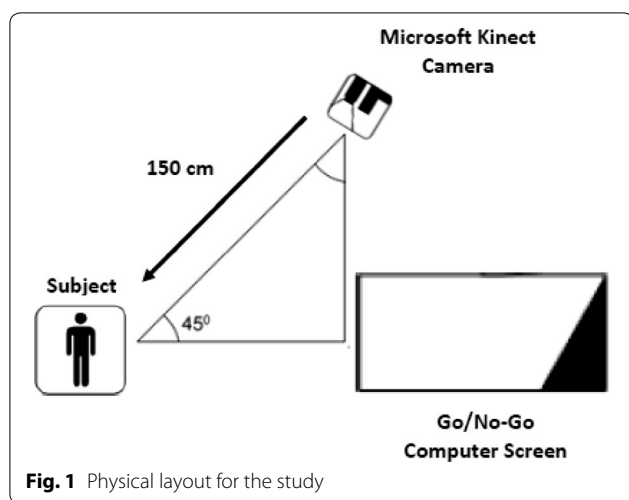 Microsoft Kinect
Camera
150 cm
Subject
45⁰
Go/No-Go
Computer Screen
Fig. 1 Physical layout for the study